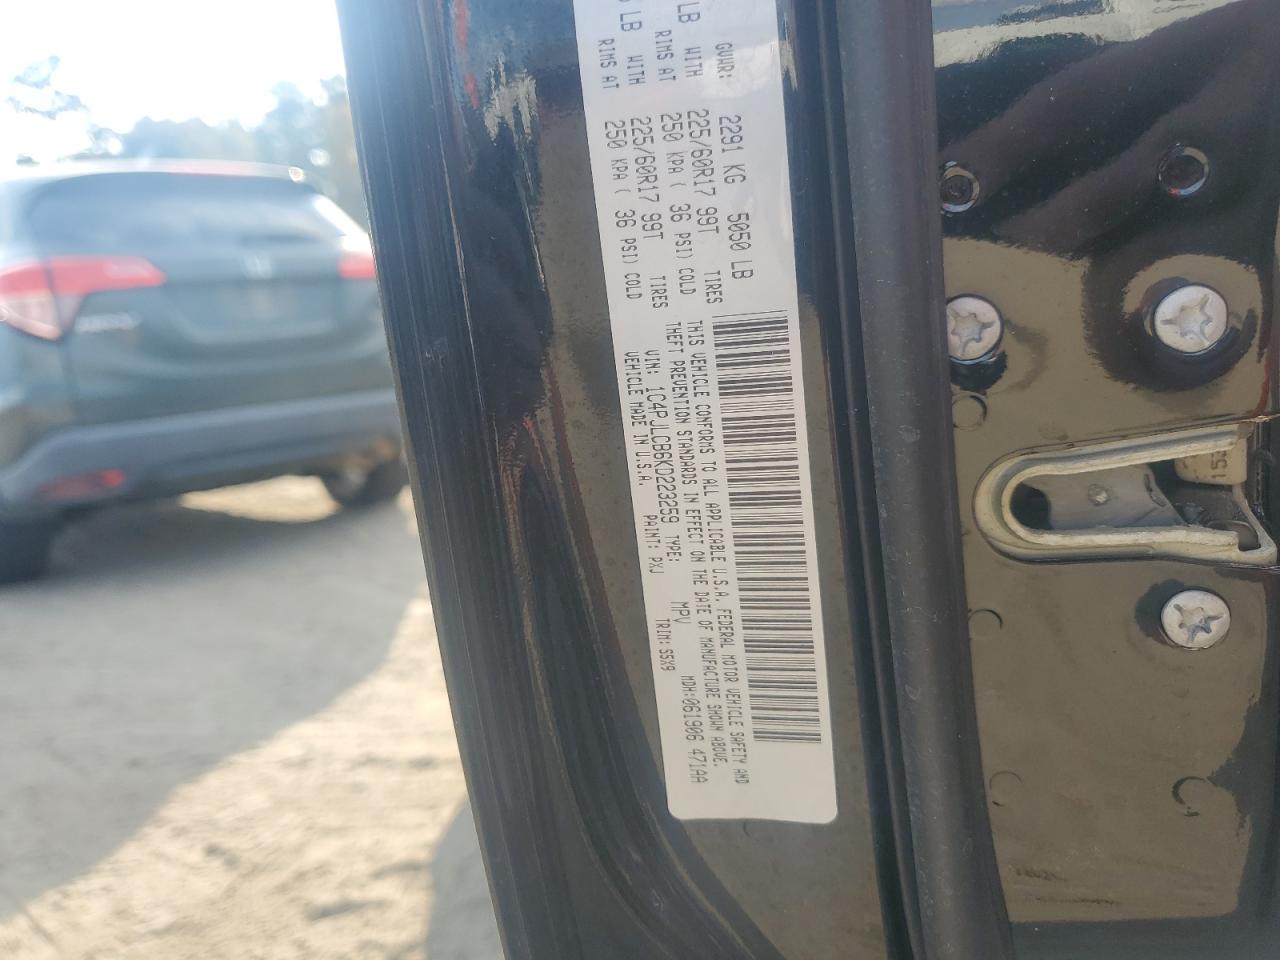 GVWR: 2291 KG 5050 LB
LB WITH 225/60R17 99T TIRES
RIMS AT 250 KPA ( 36 PSI) COLD
LB WITH 225/60R17 99T TIRES
RIMS AT 250 KPA ( 36 PSI) COLD
THIS VEHICLE CONFORMS TO ALL APPLICABLE U.S.A. FEDERAL MOTOR VEHICLE SAFETY AND
THEFT PREVENTION STANDARDS IN EFFECT ON THE DATE OF MANUFACTURE SHOWN ABOVE.
VIN: 1C4PJLCB6KD223259 TYPE: MPV MDH:061906 471AA
VEHICLE MADE IN U.S.A. PAINT: PXJ TRIM: S5X9